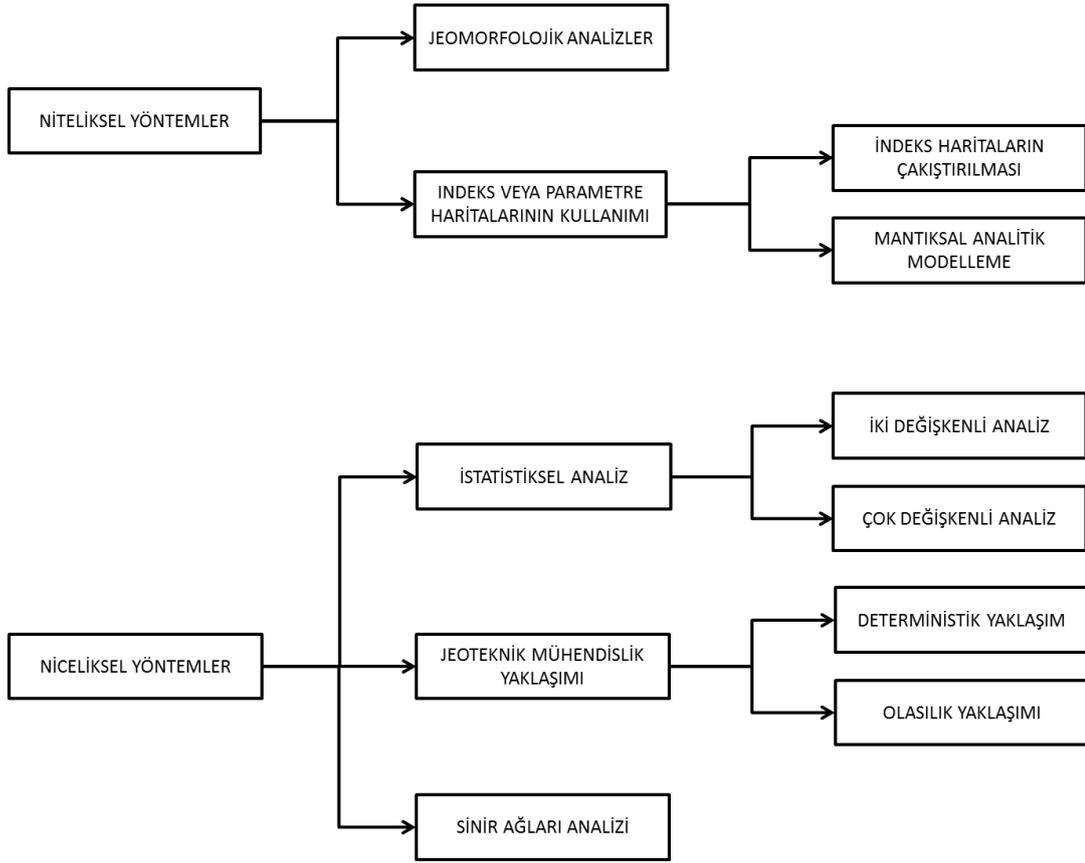 JEOMORFOLOJİK ANALİZLER
NİTELİKSEL YÖNTEMLER
İNDEKS HARİTALARIN
ÇAKIŞTIRILMASI
INDEKS VEYA PARAMETRE
HARİTALARININ KULLANIMI
MANTIKSAL ANALİTİK
MODELLEME
İKİ DEĞİŞKENLİ ANALİZ
İSTATİSTİKSEL ANALİZ
ÇOK DEĞİŞKENLİ ANALİZ
DETERMİNİSTİK YAKLAŞIM
NİCELİKSEL YÖNTEMLER
JEOTEKNİK MÜHENDİSLİK
YAKLAŞIMI
OLASILIK YAKLAŞIMI
SİNİR AĞLARI ANALİZİ